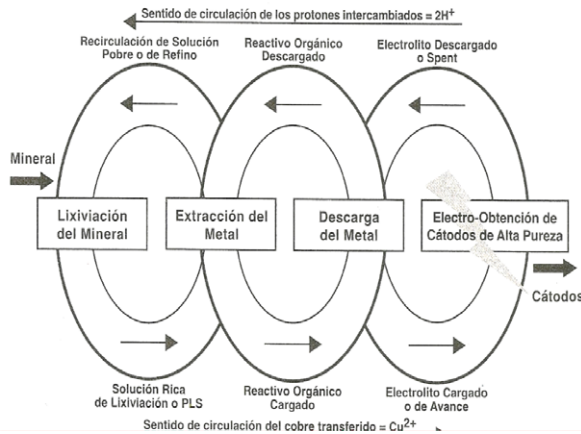 Sentido de circulación de los protones intercambiados = 2H⁺
Recirculación de Solución
Pobre o de Refino
Reactivo Orgánico
Descargado
Electrolito Descargado
o Spent
Mineral
Lixiviación
del Mineral
Extracción del
Metal
Descarga
del Metal
Electro-Obtención de
Cátodos de Alta Pureza
Cátodos
Solución Rica
de Lixiviación o PLS
Reactivo Orgánico
Cargado
Electrolito Cargado
o de Avance
Sentido de circulación del cobre transferido = Cu²⁺